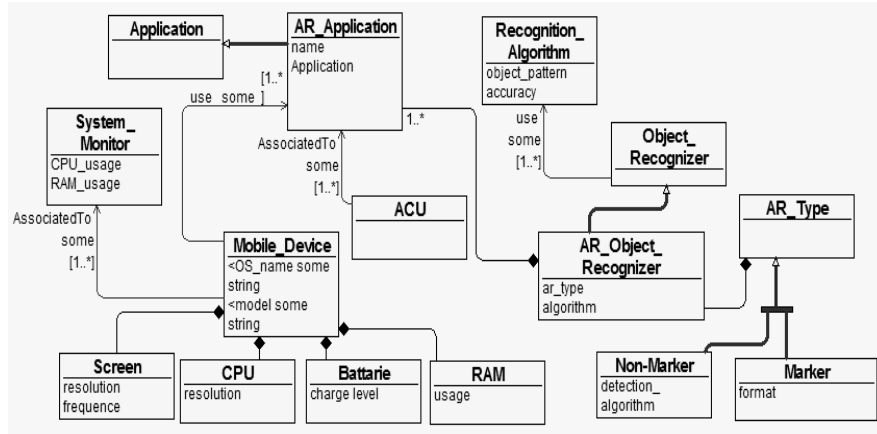 Application
AR_Application
name
Application
Recognition_
Algorithm
object_pattern
accuracy
[1..*
]
use some
1..*
use
some
[1..*]
System_
Monitor
CPU_usage
RAM_usage
AssociatedTo
some
[1..*]
Object_
Recognizer
AssociatedTo
some
[1..*]
ACU
AR_Type
Mobile_Device
<OS_name some
string
<model some
string
AR_Object_
Recognizer
ar_type
algorithm
Screen
resolution
frequence
CPU
resolution
Battarie
charge level
RAM
usage
Non-Marker
detection_
algorithm
Marker
format